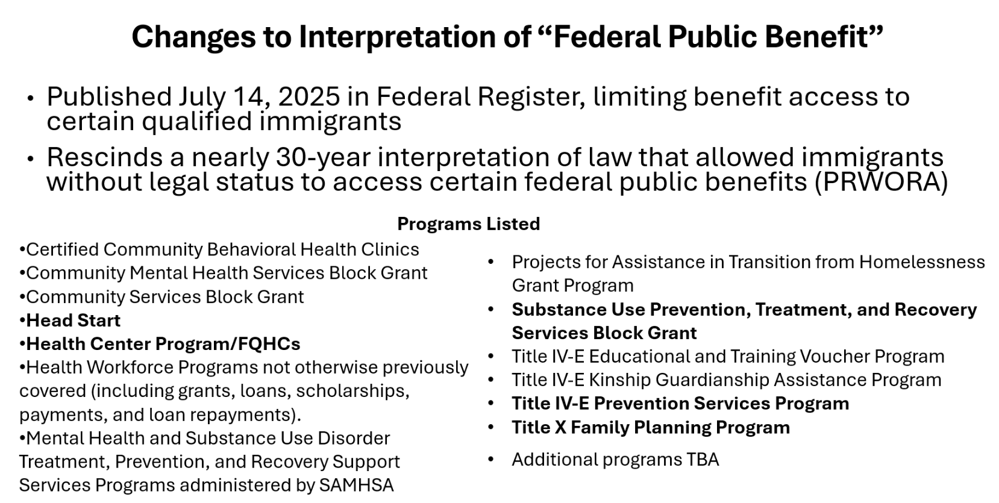 Changes to Interpretation of “Federal Public Benefit”
• Published July 14, 2025 in Federal Register, limiting benefit access to
certain qualified immigrants
• Rescinds a nearly 30-year interpretation of law that allowed immigrants
without legal status to access certain federal public benefits (PRWORA)
Programs Listed
•Certified Community Behavioral Health Clinics
•Community Mental Health Services Block Grant
•Community Services Block Grant
•Head Start
•Health Center Program/FQHCs
•Health Workforce Programs not otherwise previously
covered (including grants, loans, scholarships,
payments, and loan repayments).
•Mental Health and Substance Use Disorder
Treatment, Prevention, and Recovery Support
Services Programs administered by SAMHSA
• Projects for Assistance in Transition from Homelessness
Grant Program
• Substance Use Prevention, Treatment, and Recovery
Services Block Grant
• Title IV-E Educational and Training Voucher Program
• Title IV-E Kinship Guardianship Assistance Program
• Title IV-E Prevention Services Program
• Title X Family Planning Program
• Additional programs TBA